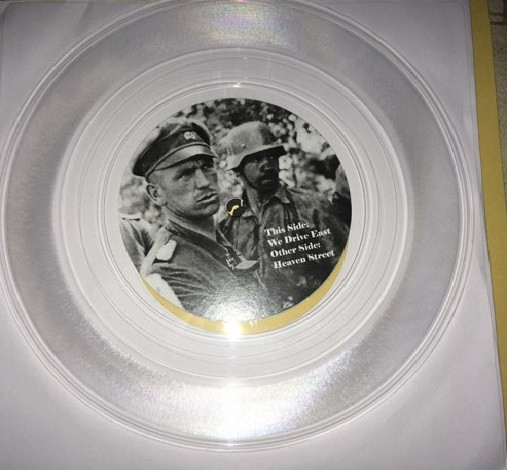 This Side:
We Drive East
Other Side:
Heaven Street